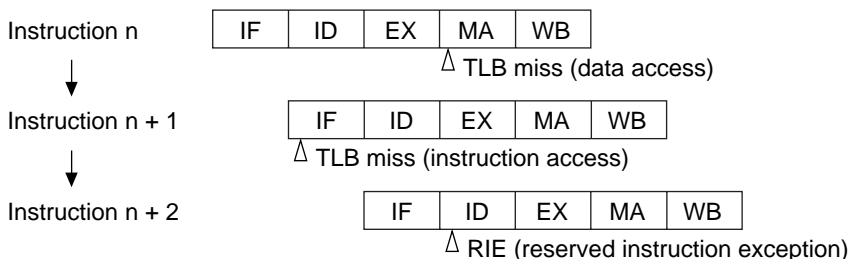 Instruction n IF ID EX MA WB
TLB miss (data access)
Instruction n + 1 IF ID EX MA WB
TLB miss (instruction access)
Instruction n + 2 IF ID EX MA WB
RIE (reserved instruction exception)